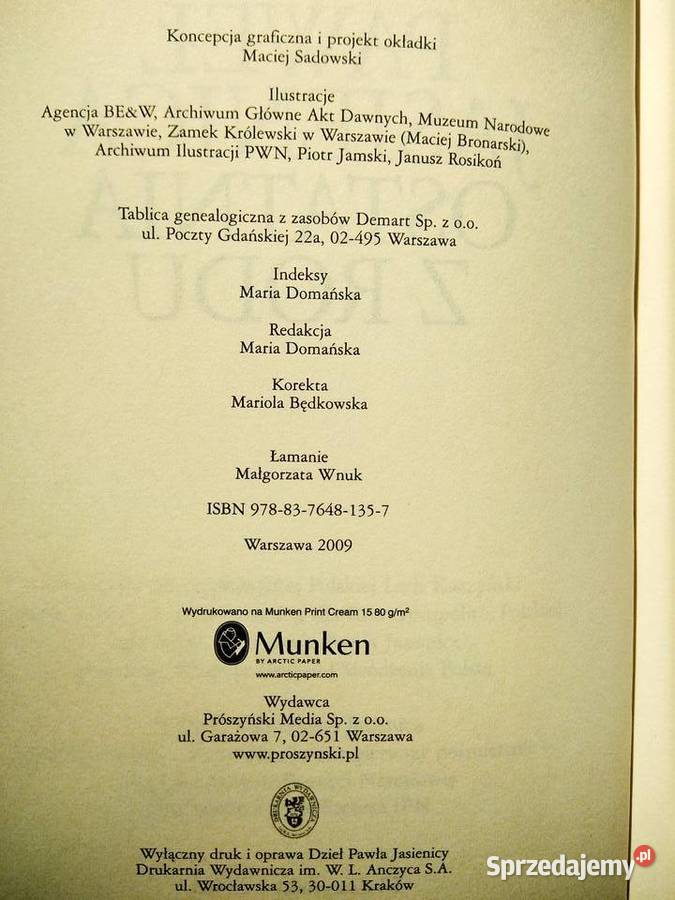 Koncepcja graficzna i projekt okładki
Maciej Sadowski
Ilustracje
Agencja BE&W, Archiwum Główne Akt Dawnych, Muzeum Narodowe
w Warszawie, Zamek Królewski w Warszawie (Maciej Bronarski),
Archiwum Ilustracji PWN, Piotr Jamski, Janusz Rosikoń
Tablica genealogiczna z zasobów Demart Sp. z o.o.
ul. Poczty Gdańskiej 22a, 02-495 Warszawa
Indeksy
Maria Domańska
Redakcja
Maria Domańska
Korekta
Mariola Będkowska
Łamanie
Małgorzata Wnuk
ISBN 978-83-7648-135-7
Warszawa 2009
Wydrukowano na Munken Print Cream 15 80 g/m²
Munken
BY ARCTIC PAPER
www.arcticpaper.com
Wydawca
Prószyński Media Sp. z o.o.
ul. Garażowa 7, 02-651 Warszawa
www.proszynski.pl
DRUKARNIA WYDAWNICZA
Wyłączny druk i oprawa Dzieł Pawła Jasienicy
Drukarnia Wydawnicza im. W. L. Anczyca S.A.
ul. Wrocławska 53, 30-011 Kraków
Sprzedajemy.pl